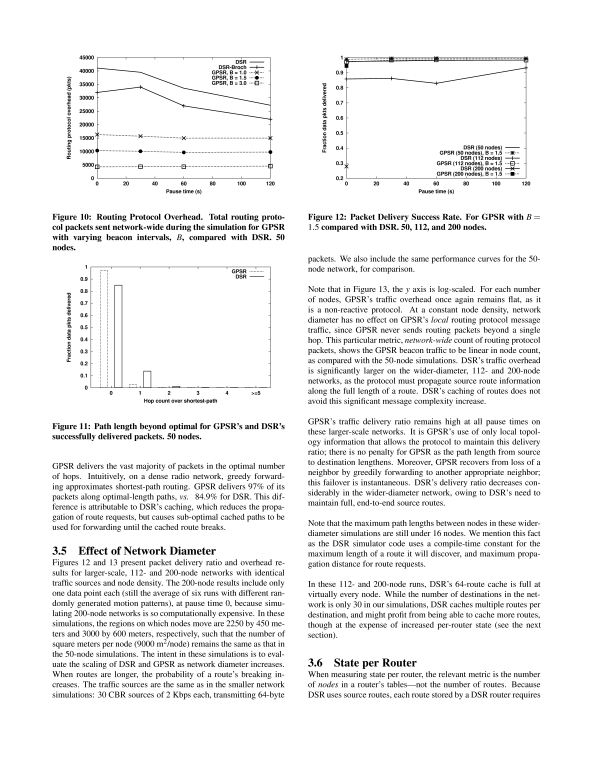 45000
40000
35000
30000
25000
20000
15000
10000
5000
0
0
20
40
60
80
100
120
Routing protocol overhead (pkts)
Pause time (s)
DSR
DSR-Broch
GPSR, B = 1.0
GPSR, B = 1.5
GPSR, B = 3.0
Figure 10: Routing Protocol Overhead. Total routing proto-
col packets sent network-wide during the simulation for GPSR
with varying beacon intervals, B, compared with DSR. 50
nodes.
1
0.9
0.8
0.7
0.6
0.5
0.4
0.3
0.2
0.1
0
0
1
2
3
4
>=5
Fraction data pkts delivered
Hop count over shortest-path
GPSR
DSR
Figure 11: Path length beyond optimal for GPSR's and DSR's
successfully delivered packets. 50 nodes.
GPSR delivers the vast majority of packets in the optimal number
of hops. Intuitively, on a dense radio network, greedy forward-
ing approximates shortest-path routing. GPSR delivers 97% of its
packets along optimal-length paths, vs. 84.9% for DSR. This dif-
ference is attributable to DSR's caching, which reduces the propa-
gation of route requests, but causes sub-optimal cached paths to be
used for forwarding until the cached route breaks.
3.5 Effect of Network Diameter
Figures 12 and 13 present packet delivery ratio and overhead re-
sults for larger-scale, 112- and 200-node networks with identical
traffic sources and node density. The 200-node results include only
one data point each (still the average of six runs with different ran-
domly generated motion patterns), at pause time 0, because simu-
lating 200-node networks is so computationally expensive. In these
simulations, the regions on which nodes move are 2250 by 450 me-
ters and 3000 by 600 meters, respectively, such that the number of
square meters per node (9000 m²/node) remains the same as that in
the 50-node simulations. The intent in these simulations is to eval-
uate the scaling of DSR and GPSR as network diameter increases.
When routes are longer, the probability of a route's breaking in-
creases. The traffic sources are the same as in the smaller network
simulations: 30 CBR sources of 2 Kbps each, transmitting 64-byte
1
0.9
0.8
0.7
0.6
0.5
0.4
0.3
0.2
0
20
40
60
80
100
120
Fraction data pkts delivered
Pause time (s)
DSR (50 nodes)
GPSR (50 nodes), B = 1.5
DSR (112 nodes)
GPSR (112 nodes), B = 1.5
DSR (200 nodes)
GPSR (200 nodes), B = 1.5
Figure 12: Packet Delivery Success Rate. For GPSR with B =
1.5 compared with DSR. 50, 112, and 200 nodes.
packets. We also include the same performance curves for the 50-
node network, for comparison.
Note that in Figure 13, the y axis is log-scaled. For each number
of nodes, GPSR's traffic overhead once again remains flat, as it
is a non-reactive protocol. At a constant node density, network
diameter has no effect on GPSR's local routing protocol message
traffic, since GPSR never sends routing packets beyond a single
hop. This particular metric, network-wide count of routing protocol
packets, shows the GPSR beacon traffic to be linear in node count,
as compared with the 50-node simulations. DSR's traffic overhead
is significantly larger on the wider-diameter, 112- and 200-node
networks, as the protocol must propagate source route information
along the full length of a route. DSR's caching of routes does not
avoid this significant message complexity increase.
GPSR's traffic delivery ratio remains high at all pause times on
these larger-scale networks. It is GPSR's use of only local topol-
ogy information that allows the protocol to maintain this delivery
ratio; there is no penalty for GPSR as the path length from source
to destination lengthens. Moreover, GPSR recovers from loss of a
neighbor by greedily forwarding to another appropriate neighbor;
this failover is instantaneous. DSR's delivery ratio decreases con-
siderably in the wider-diameter network, owing to DSR's need to
maintain full, end-to-end source routes.
Note that the maximum path lengths between nodes in these wider-
diameter simulations are still under 16 nodes. We mention this fact
as the DSR simulator code uses a compile-time constant for the
maximum length of a route it will discover, and maximum propa-
gation distance for route requests.
In these 112- and 200-node runs, DSR's 64-route cache is full at
virtually every node. While the number of destinations in the net-
work is only 30 in our simulations, DSR caches multiple routes per
destination, and might profit from being able to cache more routes,
though at the expense of increased per-router state (see the next
section).
3.6 State per Router
When measuring state per router, the relevant metric is the number
of nodes in a router's tables—not the number of routes. Because
DSR uses source routes, each route stored by a DSR router requires